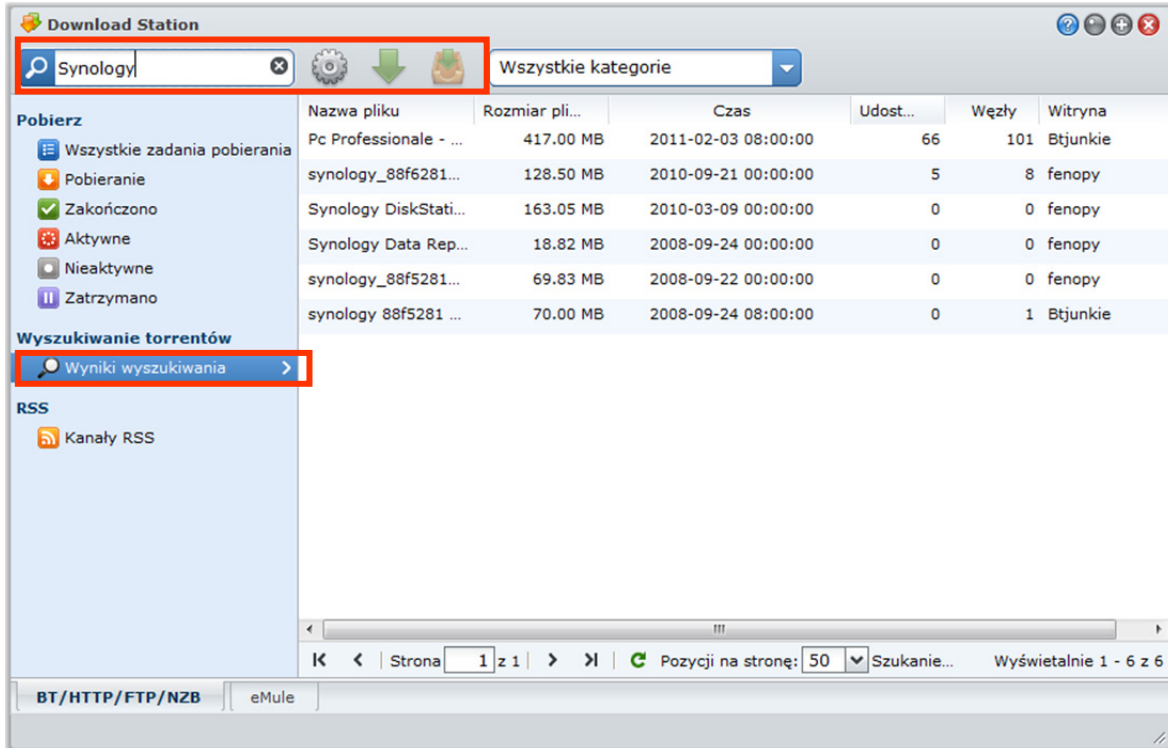 Download Station
Synology
Wszystkie kategorie
Pobierz
Wszystkie zadania pobierania
Pobieranie
Zakończono
Aktywne
Nieaktywne
Zatrzymano
Wyszukiwanie torrentów
Wyniki wyszukiwania
RSS
Kanały RSS
Nazwa pliku Rozmiar pli... Czas Udost... Węzły Witryna
Pc Professionale - ... 417.00 MB 2011-02-03 08:00:00 66 101 Btjunkie
synology_88f6281... 128.50 MB 2010-09-21 00:00:00 5 8 fenopy
Synology DiskStati... 163.05 MB 2010-03-09 00:00:00 0 0 fenopy
Synology Data Rep... 18.82 MB 2008-09-24 00:00:00 0 0 fenopy
synology_88f5281... 69.83 MB 2008-09-22 00:00:00 0 0 fenopy
synology 88f5281 ... 70.00 MB 2008-09-24 08:00:00 0 1 Btjunkie
Strona 1 z 1 Pozycji na stronę: 50 Szukanie... Wyświetalnie 1 - 6 z 6
BT/HTTP/FTP/NZB eMule